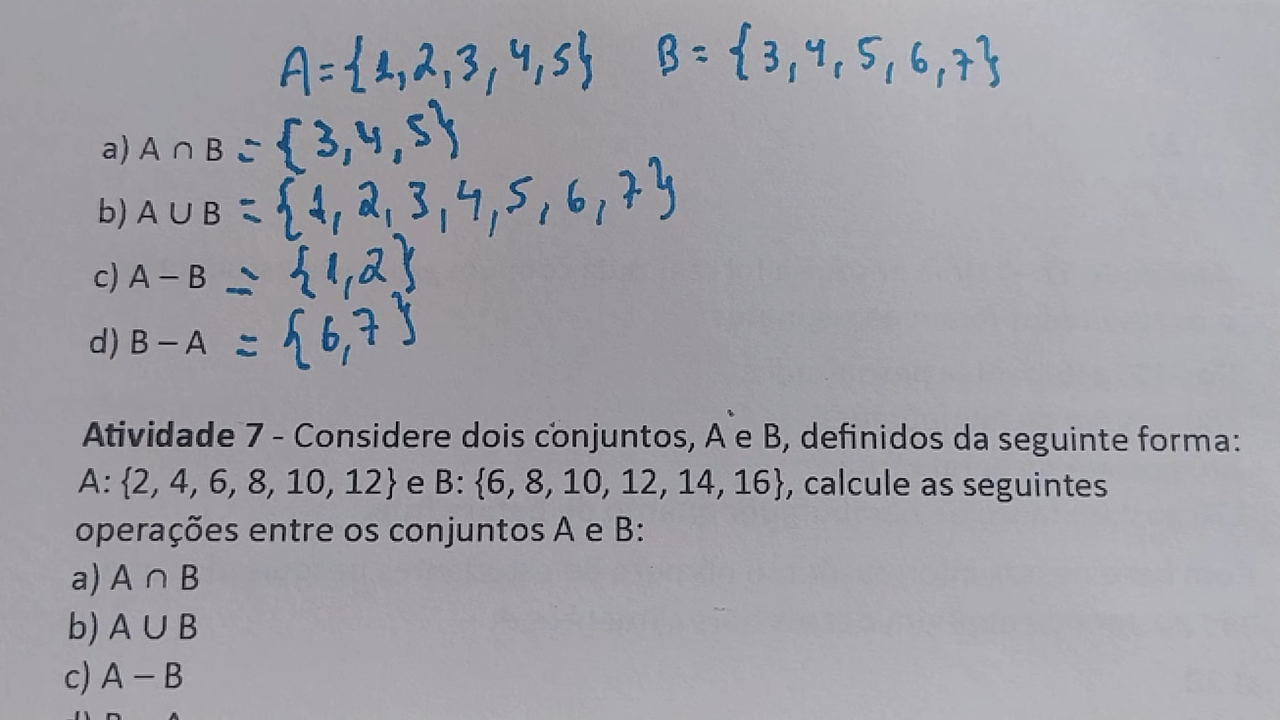 A={1,2,3,4,5} B={3,4,5,6,7}
a) A ∩ B = {3,4,5}
b) A ∪ B = {1,2,3,4,5,6,7}
c) A – B = {1,2}
d) B – A = {6,7}
Atividade 7 - Considere dois conjuntos, A e B, definidos da seguinte forma:
A: {2, 4, 6, 8, 10, 12} e B: {6, 8, 10, 12, 14, 16}, calcule as seguintes
operações entre os conjuntos A e B:
a) A ∩ B
b) A ∪ B
c) A – B
d) B – A